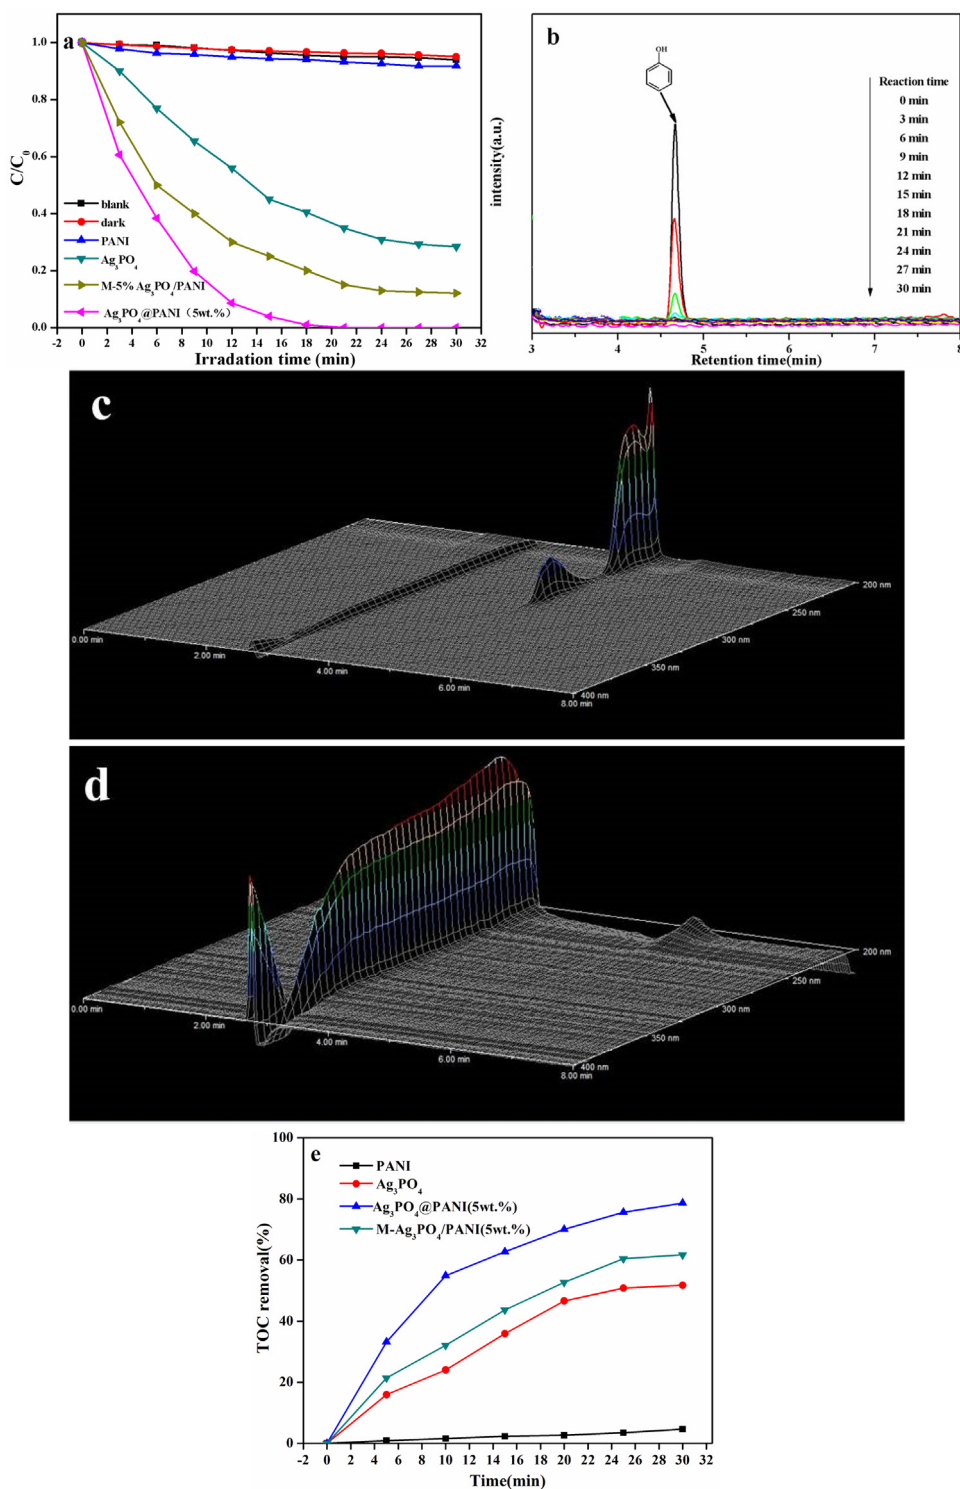 a
1.0
0.8
0.6
0.4
0.2
0.0
C/C0
blank
dark
PANI
Ag3PO4
M-5% Ag3PO4/PANI
Ag3PO4@PANI（5wt.%）
-2 0 2 4 6 8 10 12 14 16 18 20 22 24 26 28 30 32
Irradation time (min)
b
OH
intensity(a.u.)
Reaction time
0 min
3 min
6 min
9 min
12 min
15 min
18 min
21 min
24 min
27 min
30 min
3 4 5 6 7 8
Retention time(min)
c
0.00 min
2.00 min
4.00 min
6.00 min
8.00 min
400 nm
350 nm
300 nm
250 nm
200 nm
d
0.00 min
2.00 min
4.00 min
6.00 min
8.00 min
400 nm
350 nm
300 nm
250 nm
200 nm
e
100
80
60
40
20
0
TOC removal(%)
PANI
Ag3PO4
Ag3PO4@PANI(5wt.%)
M-Ag3PO4/PANI(5wt.%)
-2 0 2 4 6 8 10 12 14 16 18 20 22 24 26 28 30 32
Time(min)